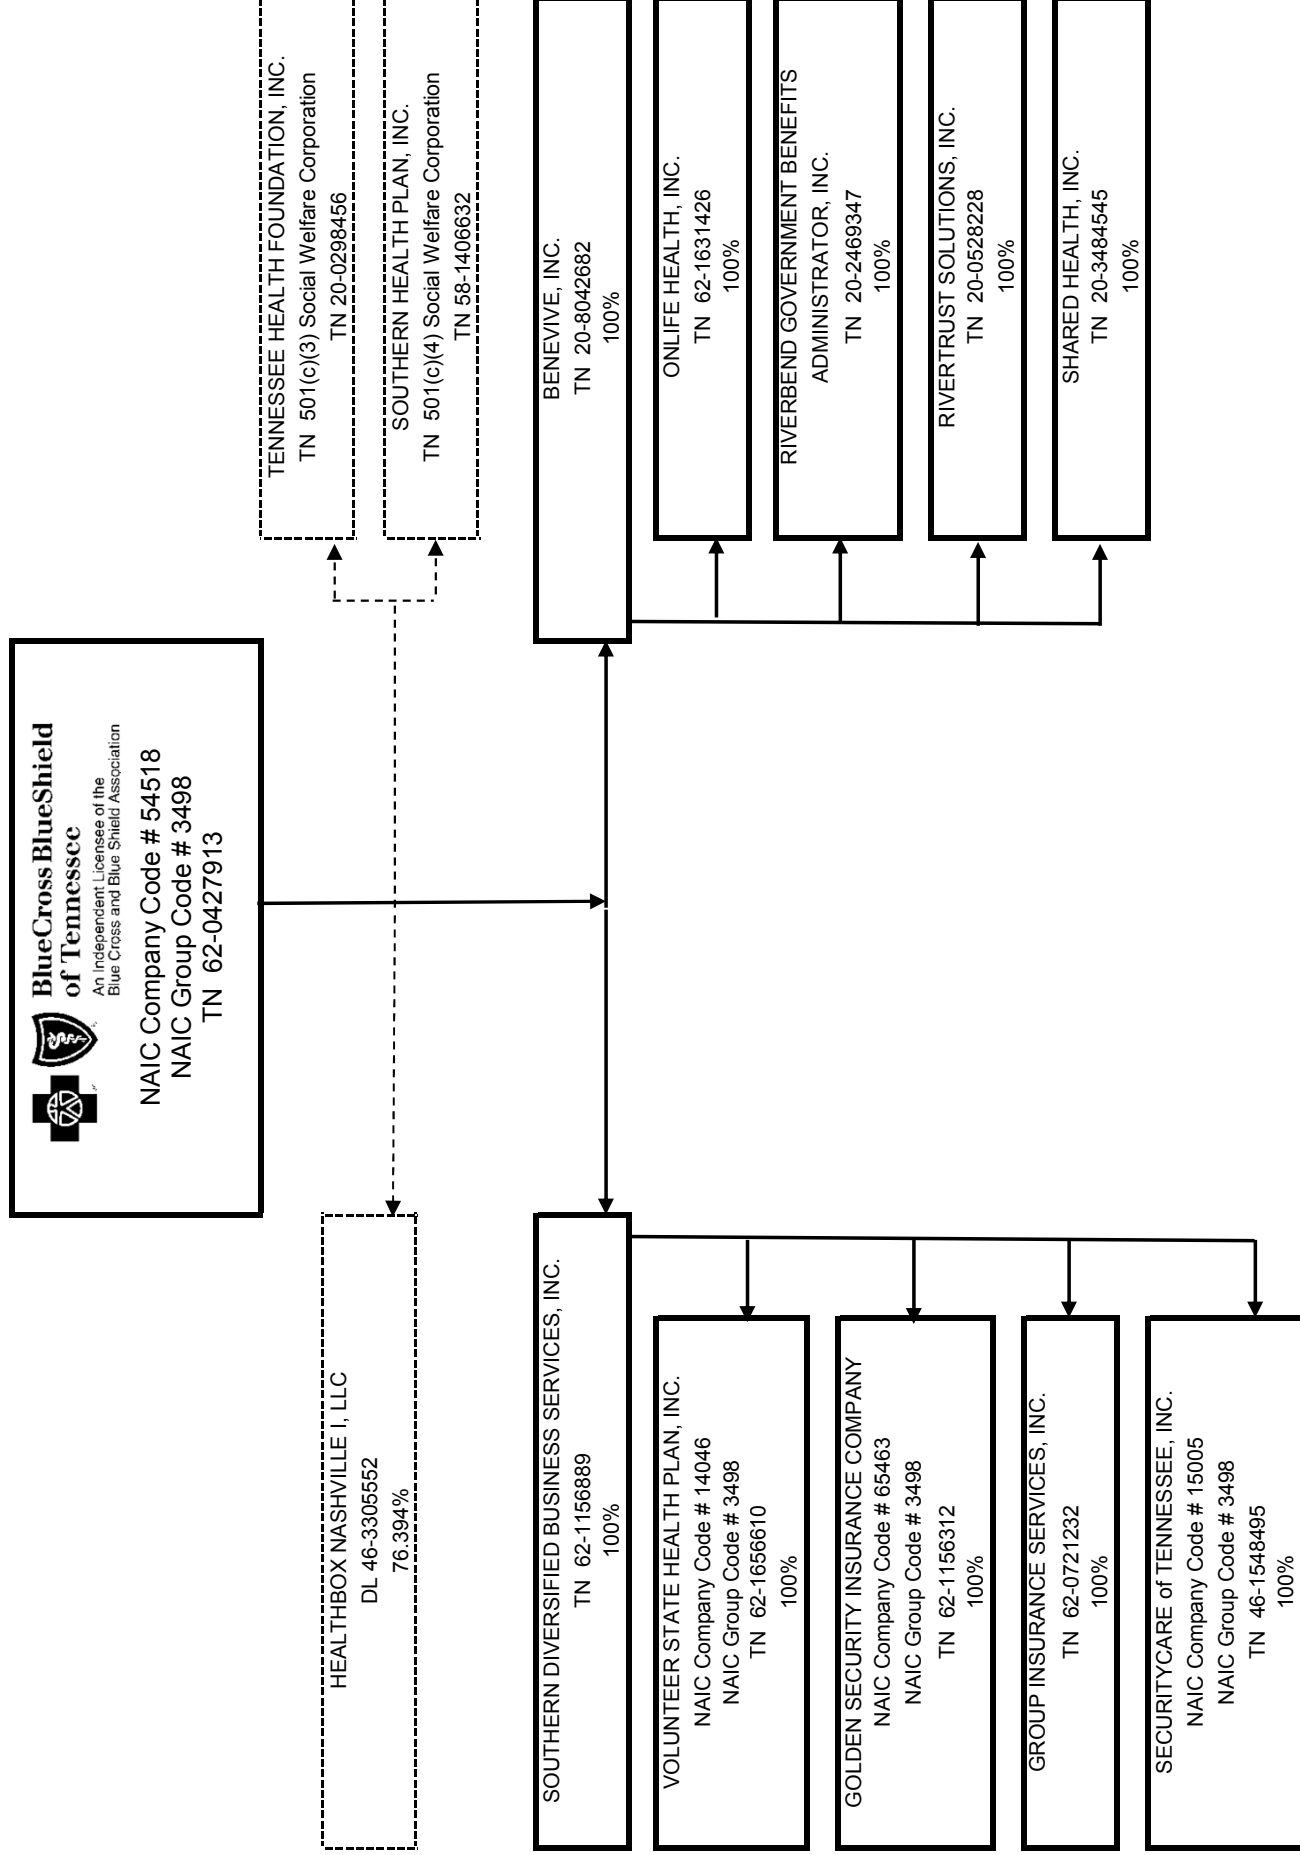 BlueCross BlueShield
of Tennessee
An Independent Licensee of the
Blue Cross and Blue Shield Association
NAIC Company Code # 54518
NAIC Group Code # 3498
TN 62-0427913
HEALTHBOX NASHVILLE I, LLC
DL 46-3305552
76.394%
TENNESSEE HEALTH FOUNDATION, INC.
TN 501(c)(3) Social Welfare Corporation
TN 20-0298456
SOUTHERN HEALTH PLAN, INC.
TN 501(c)(4) Social Welfare Corporation
TN 58-1406632
SOUTHERN DIVERSIFIED BUSINESS SERVICES, INC.
TN 62-1156889
100%
VOLUNTEER STATE HEALTH PLAN, INC.
NAIC Company Code # 14046
NAIC Group Code # 3498
TN 62-1656610
100%
GOLDEN SECURITY INSURANCE COMPANY
NAIC Company Code # 65463
NAIC Group Code # 3498
TN 62-1156312
100%
GROUP INSURANCE SERVICES, INC.
TN 62-0721232
100%
SECURITYCARE of TENNESSEE, INC.
NAIC Company Code # 15005
NAIC Group Code # 3498
TN 46-1548495
100%
BENEVIVE, INC.
TN 20-8042682
100%
ONLIFE HEALTH, INC.
TN 62-1631426
100%
RIVERBEND GOVERNMENT BENEFITS
ADMINISTRATOR, INC.
TN 20-2469347
100%
RIVERTRUST SOLUTIONS, INC.
TN 20-0528228
100%
SHARED HEALTH, INC.
TN 20-3484545
100%